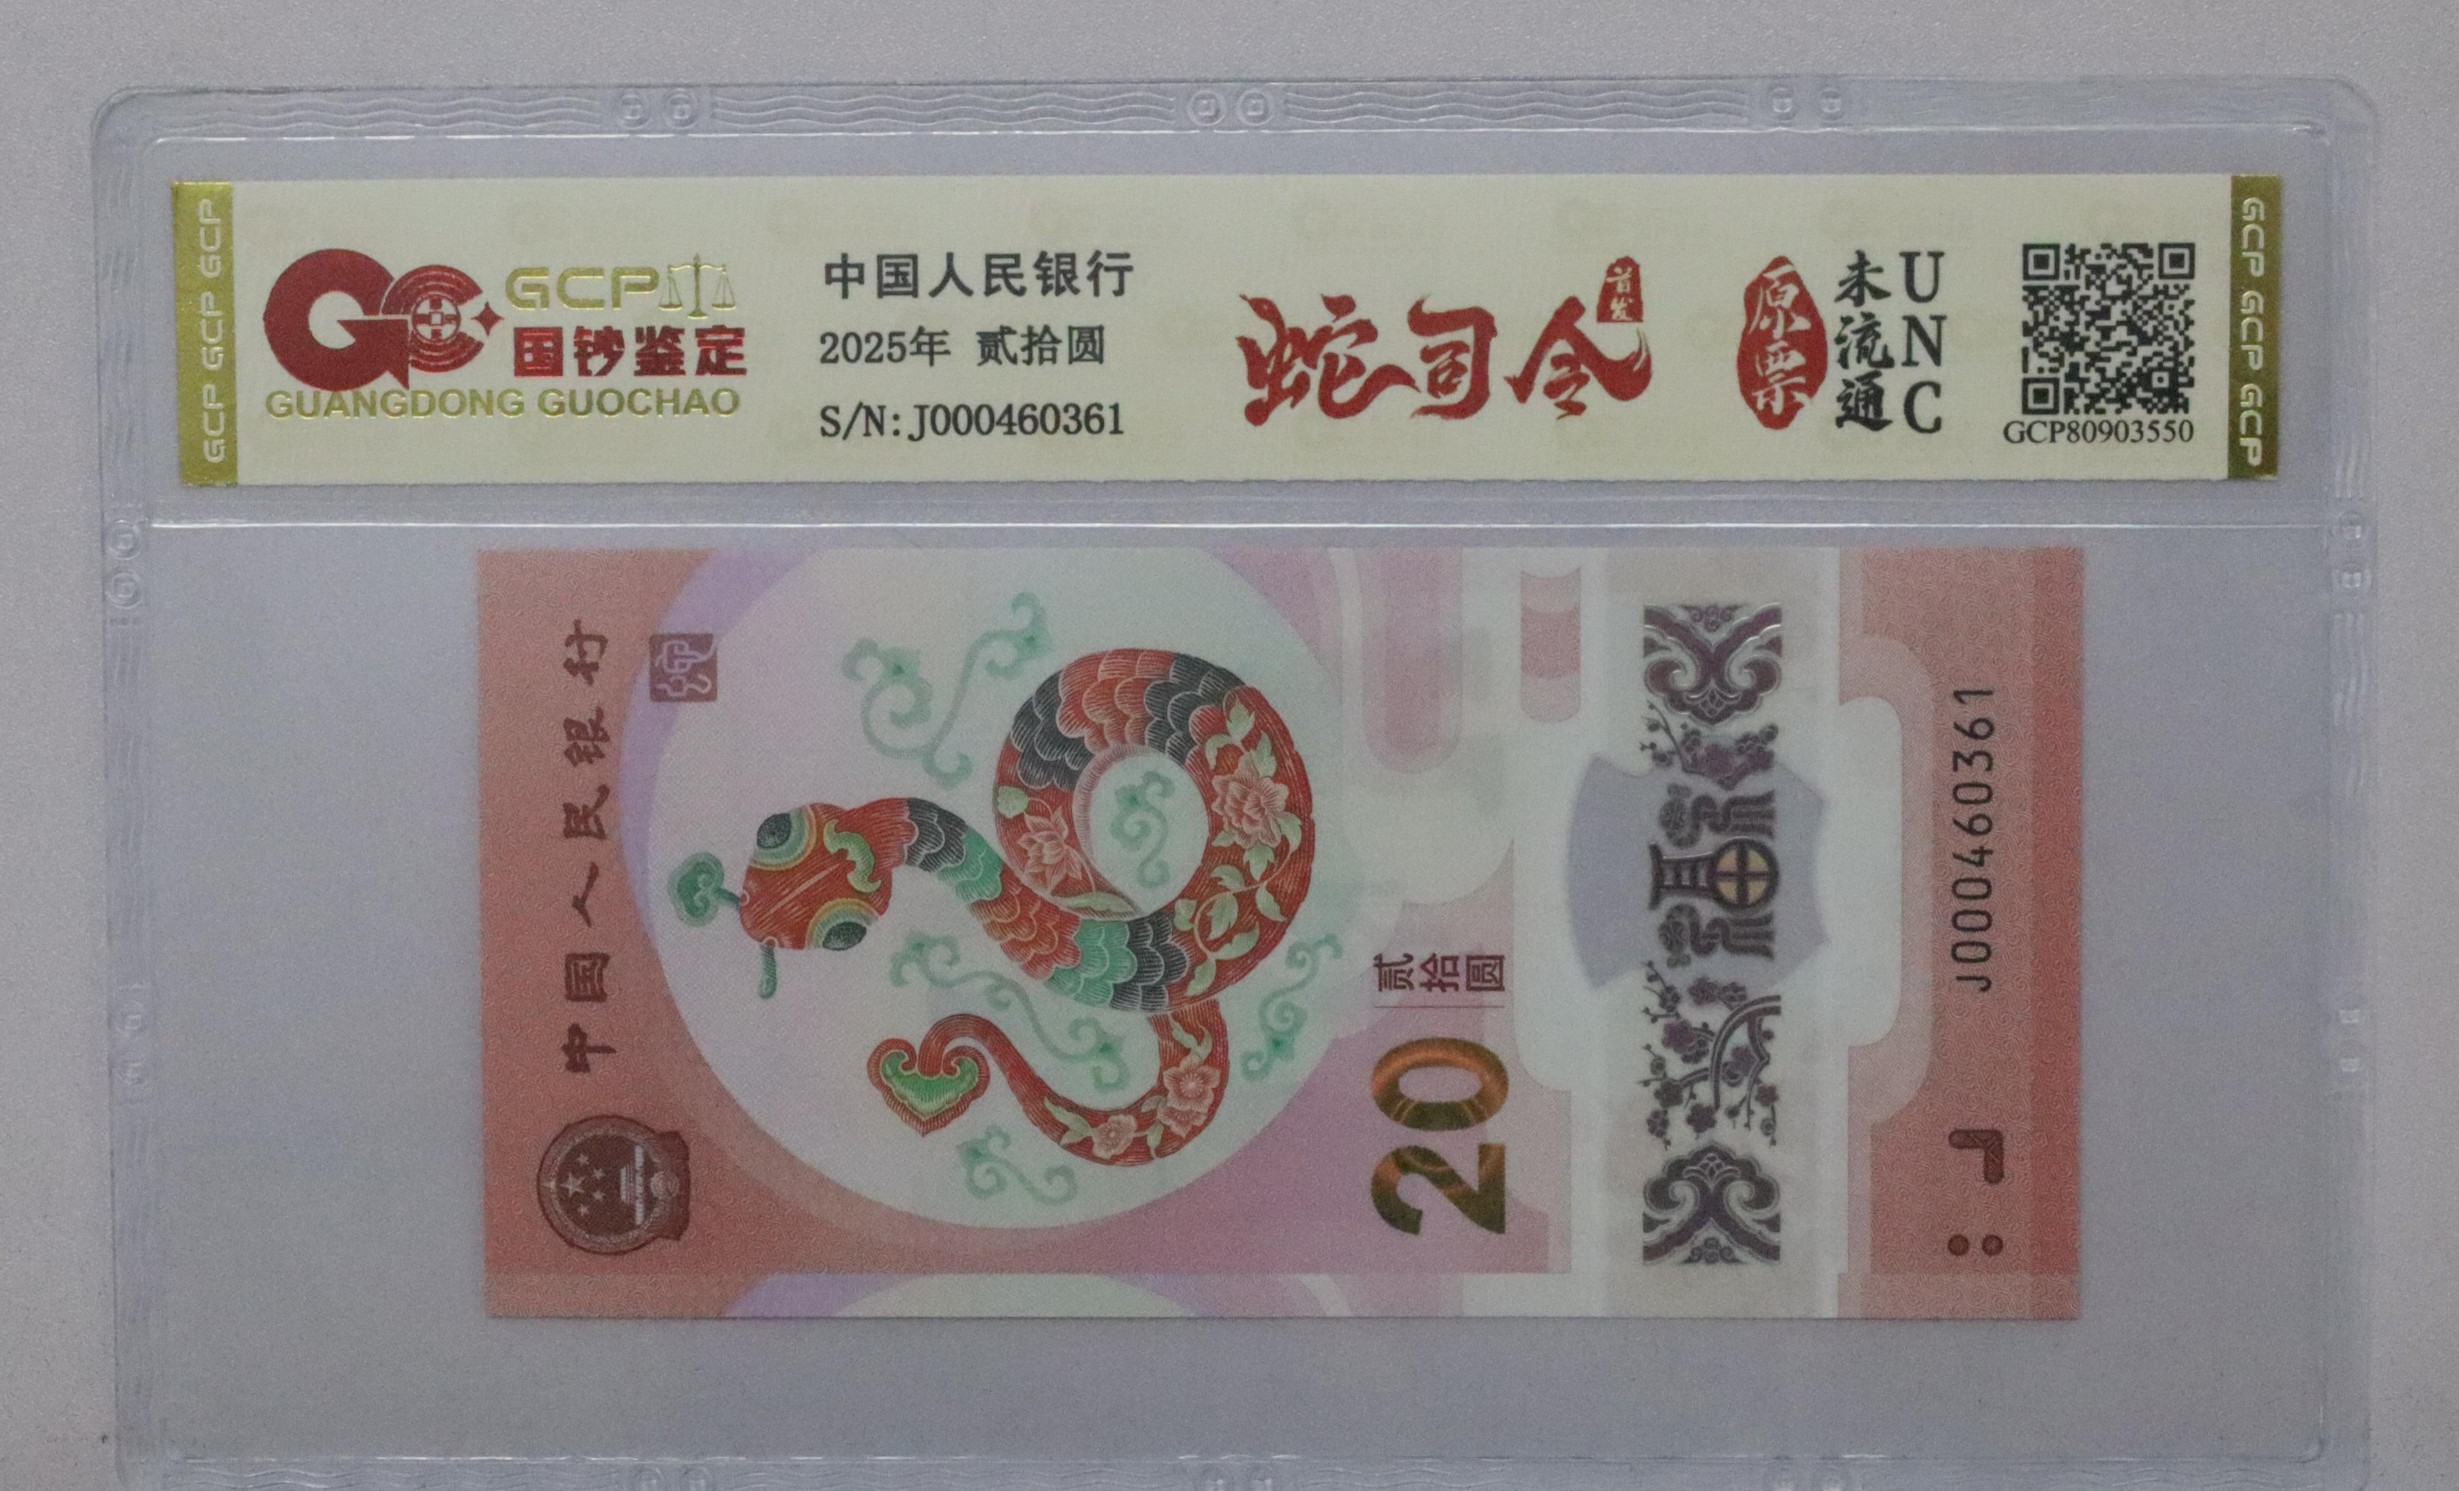 GCP GCP GCP
GCP
国钞鉴定
GUANGDONG GUOCHAO
中国人民银行
2025年 贰拾圆
S/N:J000460361
蛇司令
首发
原票
未流通
UNC
GCP80903550
GCP GCP GCP
中国人民银行
蛇
贰拾圆
20
福
J000460361